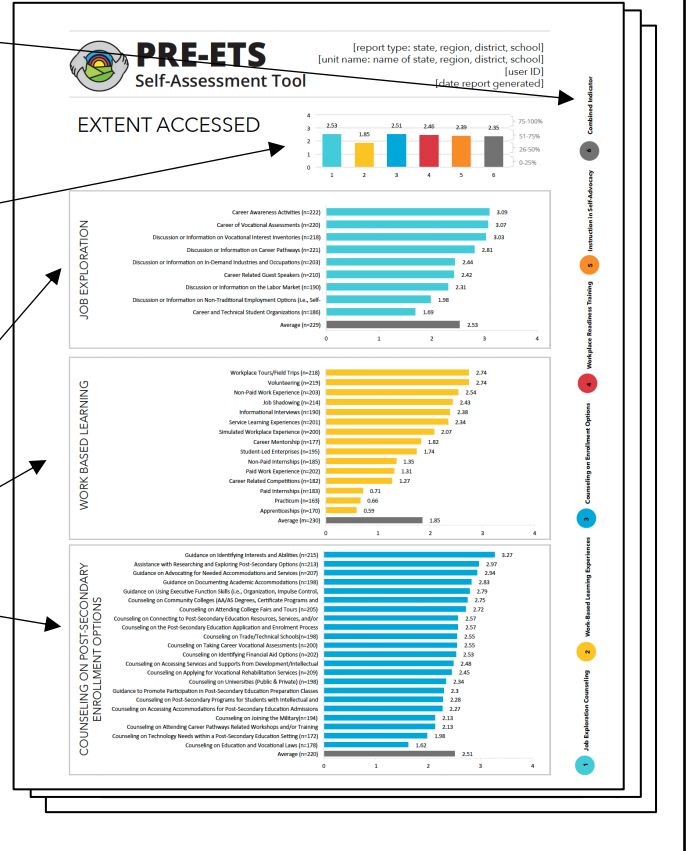 PRE-ETS
Self-Assessment Tool
[report type: state, region, district, school]
[unit name: name of state, region, district, school]
[user ID]
[date report generated]
EXTENT ACCESSED
4
3
2
1
0
2.53
1.85
2.51
2.46
2.39
2.35
1
2
3
4
5
6
75-100%
51-75%
26-50%
0-25%
JOB EXPLORATION
Career Awareness Activities (n=222) 3.09
Career of Vocational Assessments (n=220) 3.07
Discussion or Information on Vocational Interest Inventories (n=218) 3.03
Discussion or Information on Career Pathways (n=221) 2.81
Discussion or Information on In-Demand Industries and Occupations (n=203) 2.44
Career Related Guest Speakers (n=210) 2.42
Discussion or Information on the Labor Market (n=190) 2.31
Discussion or Information on Non-Traditional Employment Options (i.e., Self- 1.98
Career and Technical Student Organizations (n=186) 1.69
Average (n=229) 2.53
0 1 2 3 4
WORK BASED LEARNING
Workplace Tours/Field Trips (n=218) 2.74
Volunteering (n=219) 2.74
Non-Paid Work Experience (n=203) 2.54
Job Shadowing (n=214) 2.43
Informational Interviews (n=190) 2.38
Service Learning Experiences (n=201) 2.34
Simulated Workplace Experience (n=200) 2.07
Career Mentorship (n=177) 1.82
Student-Led Enterprises (n=195) 1.74
Non-Paid Internships (n=185) 1.35
Paid Work Experience (n=202) 1.31
Career Related Competitions (n=182) 1.27
Paid Internships (n=183) 0.71
Practicum (n=163) 0.66
Apprenticeships (n=170) 0.59
Average (n=230) 1.85
0 1 2 3 4
COUNSELING ON POST-SECONDARY
ENROLLMENT OPTIONS
Guidance on Identifying Interests and Abilities (n=215) 3.27
Assistance with Researching and Exploring Post-Secondary Options (n=213) 2.97
Guidance on Advocating for Needed Accommodations and Services (n=207) 2.94
Guidance on Documenting Academic Accommodations (n=198) 2.83
Guidance on Using Executive Function Skills (i.e., Organization, Impulse Control, 2.79
Counseling on Community Colleges (AA/AS Degrees, Certificate Programs and 2.75
Counseling on Attending College Fairs and Tours (n=205) 2.72
Counseling on Connecting to Post-Secondary Education Resources, Services, and/or 2.57
Counseling on the Post-Secondary Education Application and Enrolment Process 2.57
Counseling on Trade/Technical Schools(n=198) 2.55
Counseling on Taking Career Vocational Assessments (n=200) 2.55
Counseling on Identifying Financial Aid Options (n=202) 2.53
Counseling on Accessing Services and Supports from Development/Intellectual 2.48
Counseling on Applying for Vocational Rehabilitation Services (n=209) 2.45
Counseling on Universities (Public & Private) (n=198) 2.34
Guidance to Promote Participation in Post-Secondary Education Preparation Classes 2.3
Counseling on Post-Secondary Programs for Students with Intellectual and 2.28
Counseling on Accessing Accommodations for Post-Secondary Education Admissions 2.27
Counseling on Joining the Military(n=194) 2.13
Counseling on Attending Career Pathways Related Workshops and/or Training 2.13
Counseling on Technology Needs within a Post-Secondary Education Setting (n=172) 1.98
Counseling on Education and Vocational Laws (n=178) 1.62
Average (n=220) 2.51
0 1 2 3 4
1 Job Exploration Counseling
2 Work-Based Learning Experiences
3 Counseling on Enrollment Options
4 Workplace Readiness Training
5 Instruction in Self-Advocacy
6 Combined Indicator